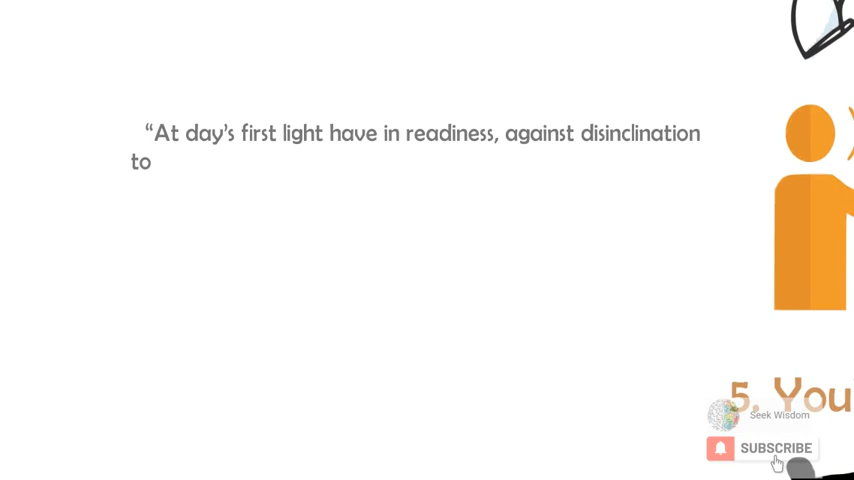 “At day’s first light have in readiness, against disinclination
to
5. You
Seek Wisdom
SUBSCRIBE